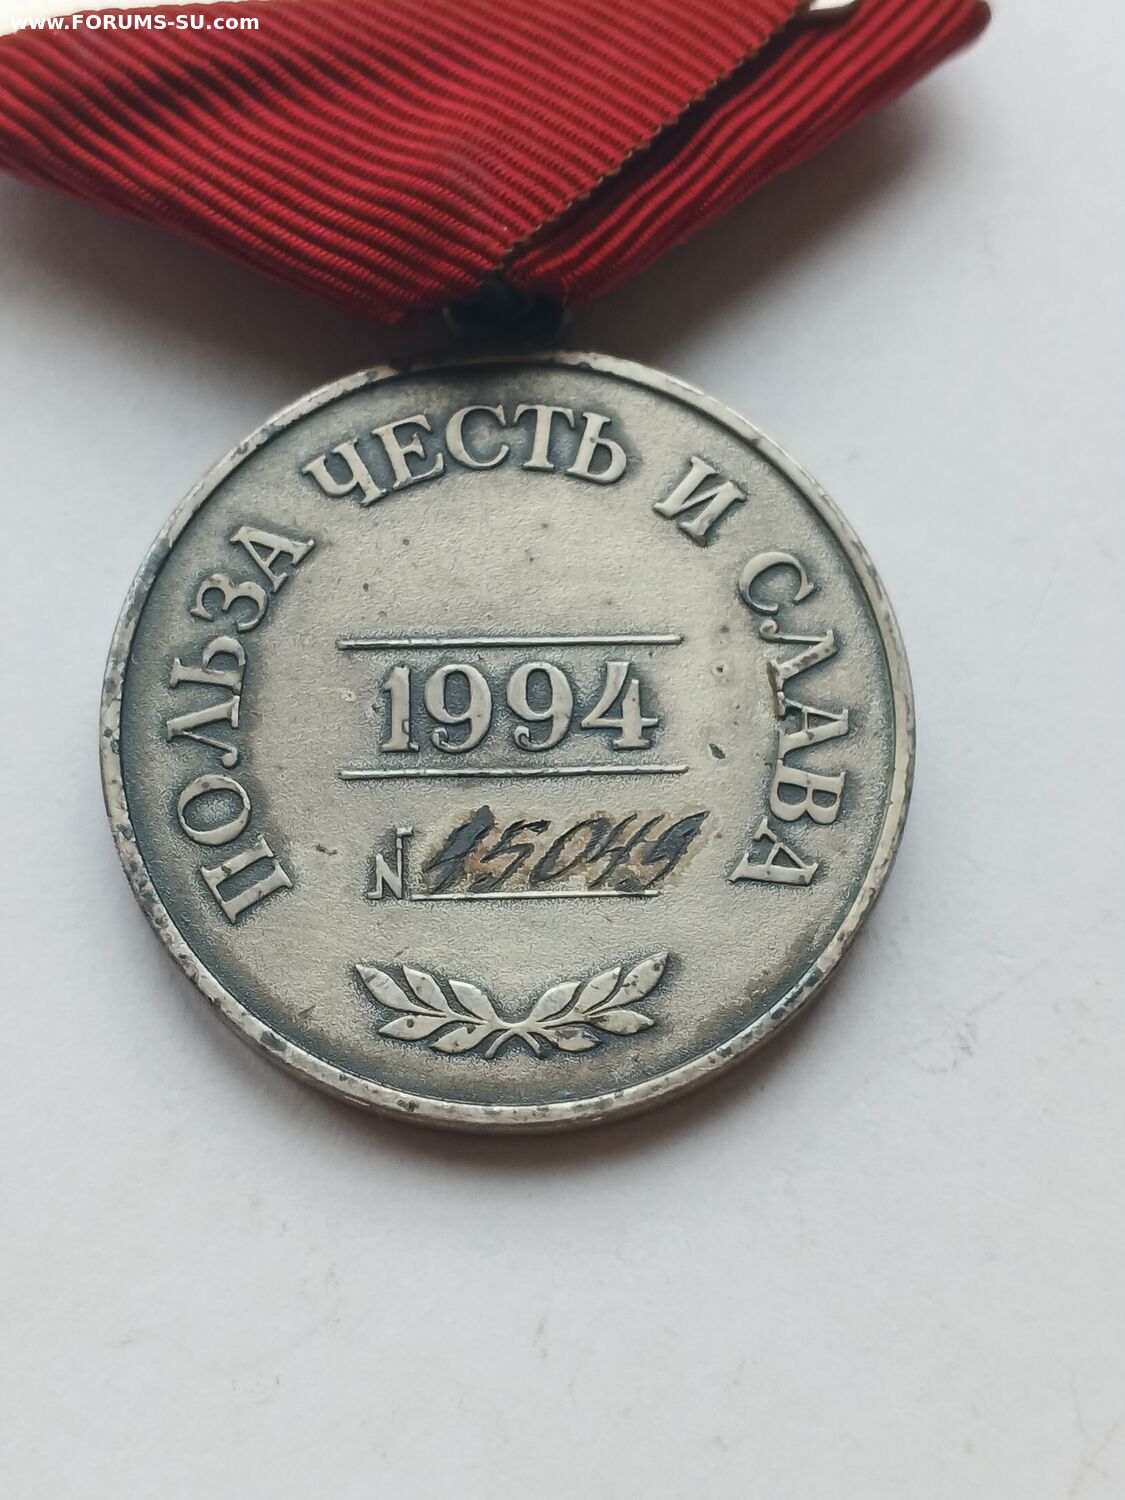 www.FORUMS-SU.com
ПОЛЬЗА ЧЕСТЬ И СЛАВА
1994
N 15049